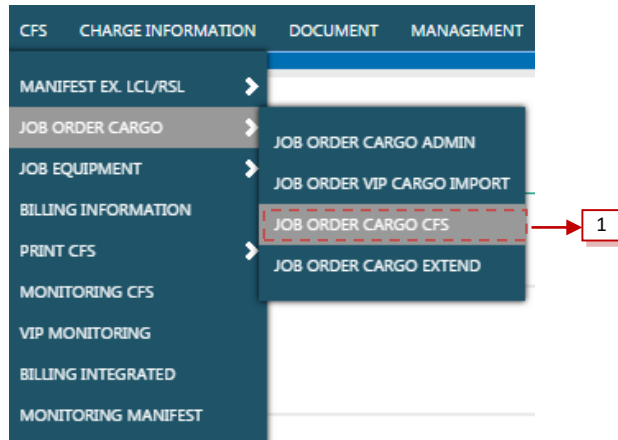 CFS CHARGE INFORMATION DOCUMENT MANAGEMENT
MANIFEST EX. LCL/RSL
JOB ORDER CARGO
JOB EQUIPMENT
BILLING INFORMATION
PRINT CFS
MONITORING CFS
VIP MONITORING
BILLING INTEGRATED
MONITORING MANIFEST
JOB ORDER CARGO ADMIN
JOB ORDER VIP CARGO IMPORT
JOB ORDER CARGO CFS
JOB ORDER CARGO EXTEND
1